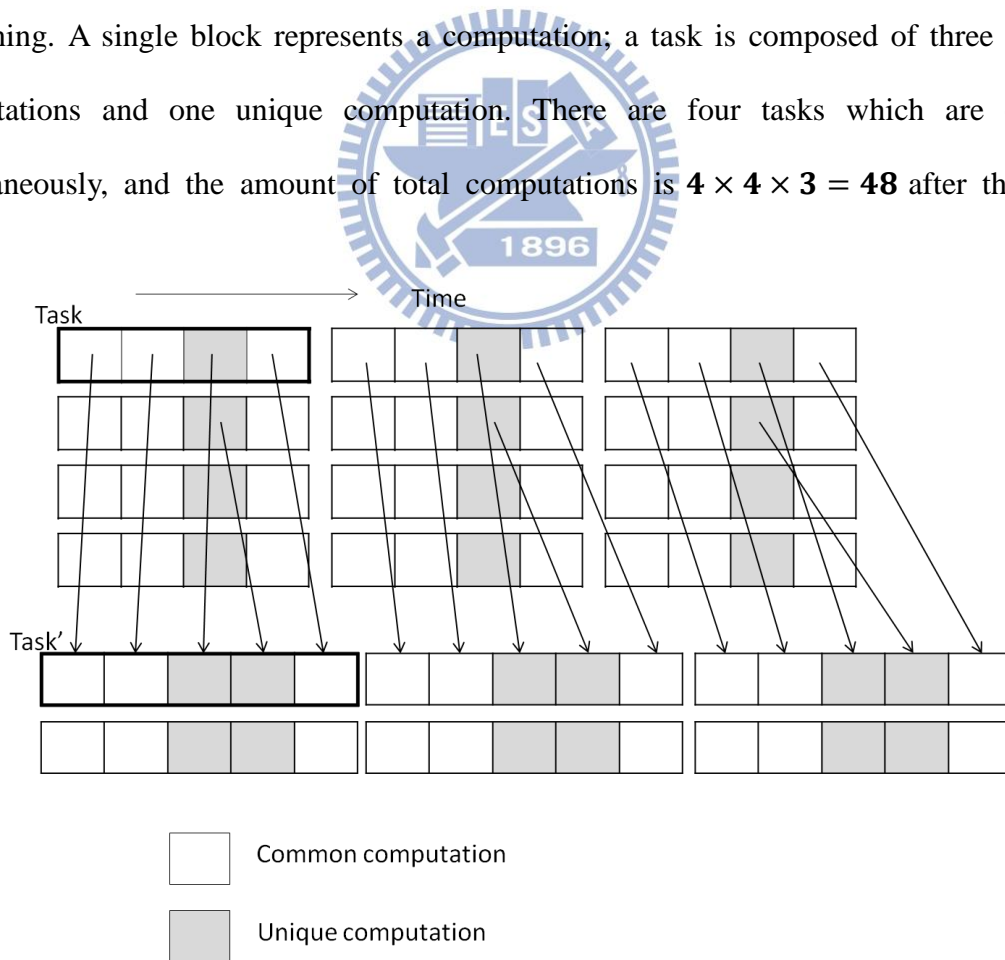 ning. A single block represents a computation; a task is composed of three
tations and one unique computation. There are four tasks which are
aneously, and the amount of total computations is 4 × 4 × 3 = 48 after th
E S A
1896
Time
Task
Task’
Common computation
Unique computation